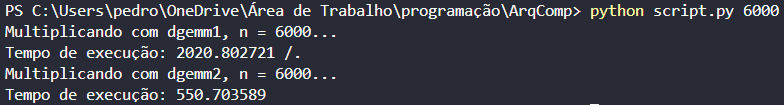 PS C:\Users\pedro\OneDrive\Área de Trabalho\programação\ArqComp> python script.py 6000
Multiplicando com dgemm1, n = 6000...
Tempo de execução: 2020.802721 /.
Multiplicando com dgemm2, n = 6000...
Tempo de execução: 550.703589